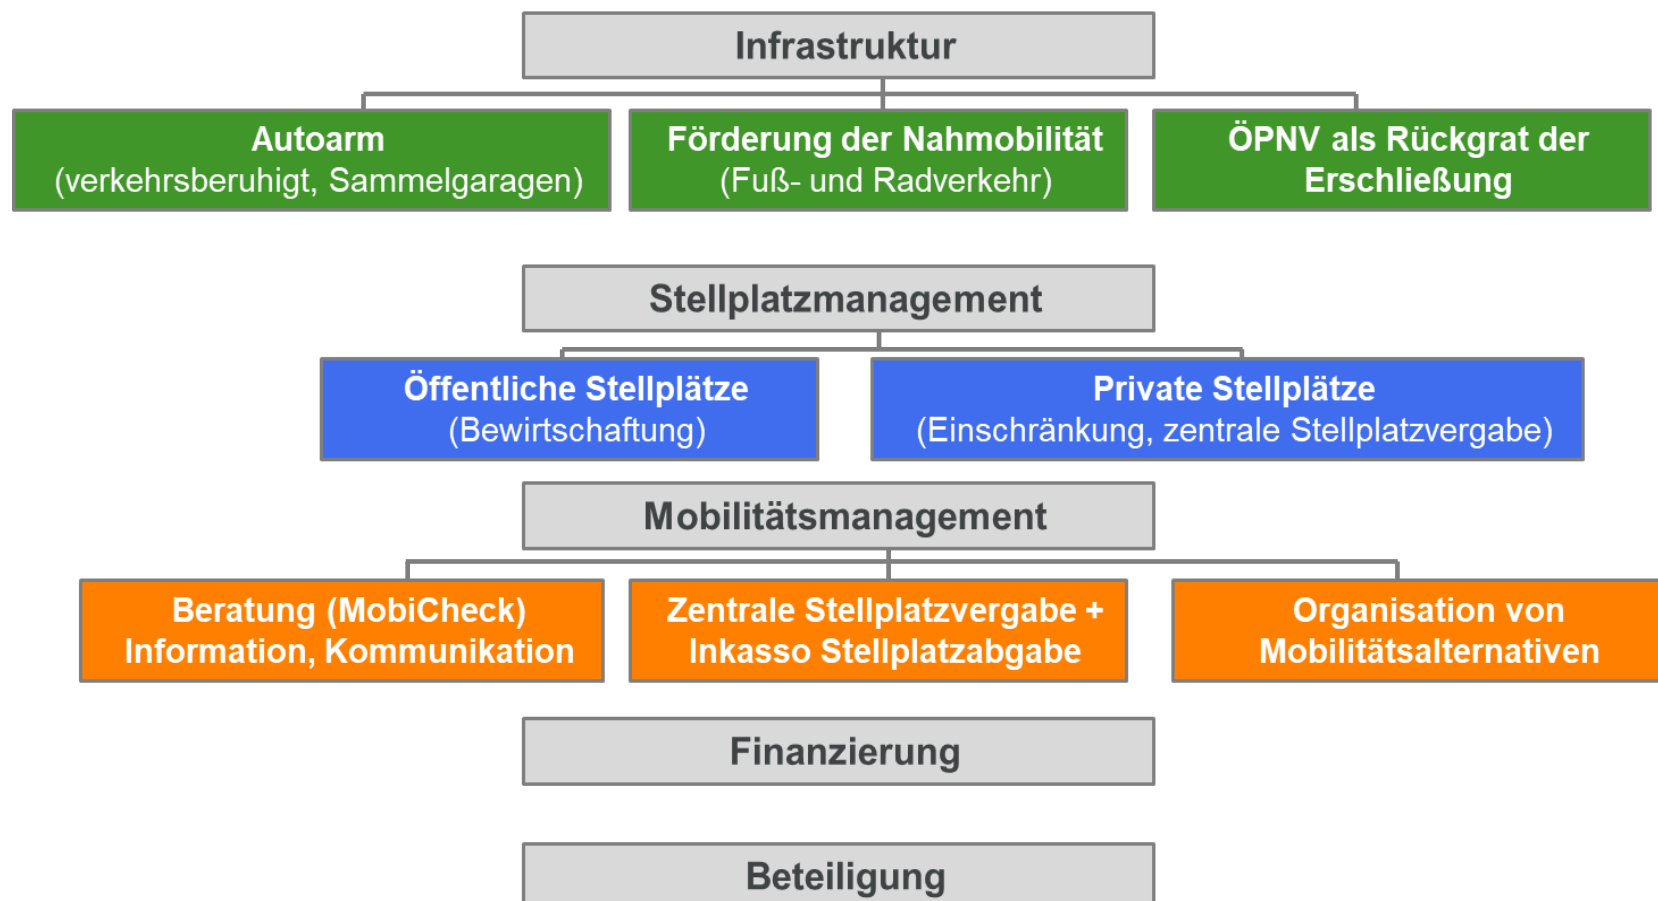 Infrastruktur
Autoarm
(verkehrsberuhigt, Sammelgaragen)
Förderung der Nahmobilität
(Fuß- und Radverkehr)
ÖPNV als Rückgrat der
Erschließung
Stellplatzmanagement
Öffentliche Stellplätze
(Bewirtschaftung)
Private Stellplätze
(Einschränkung, zentrale Stellplatzvergabe)
Mobilitätsmanagement
Beratung (MobiCheck)
Information, Kommunikation
Zentrale Stellplatzvergabe +
Inkasso Stellplatzabgabe
Organisation von
Mobilitätsalternativen
Finanzierung
Beteiligung